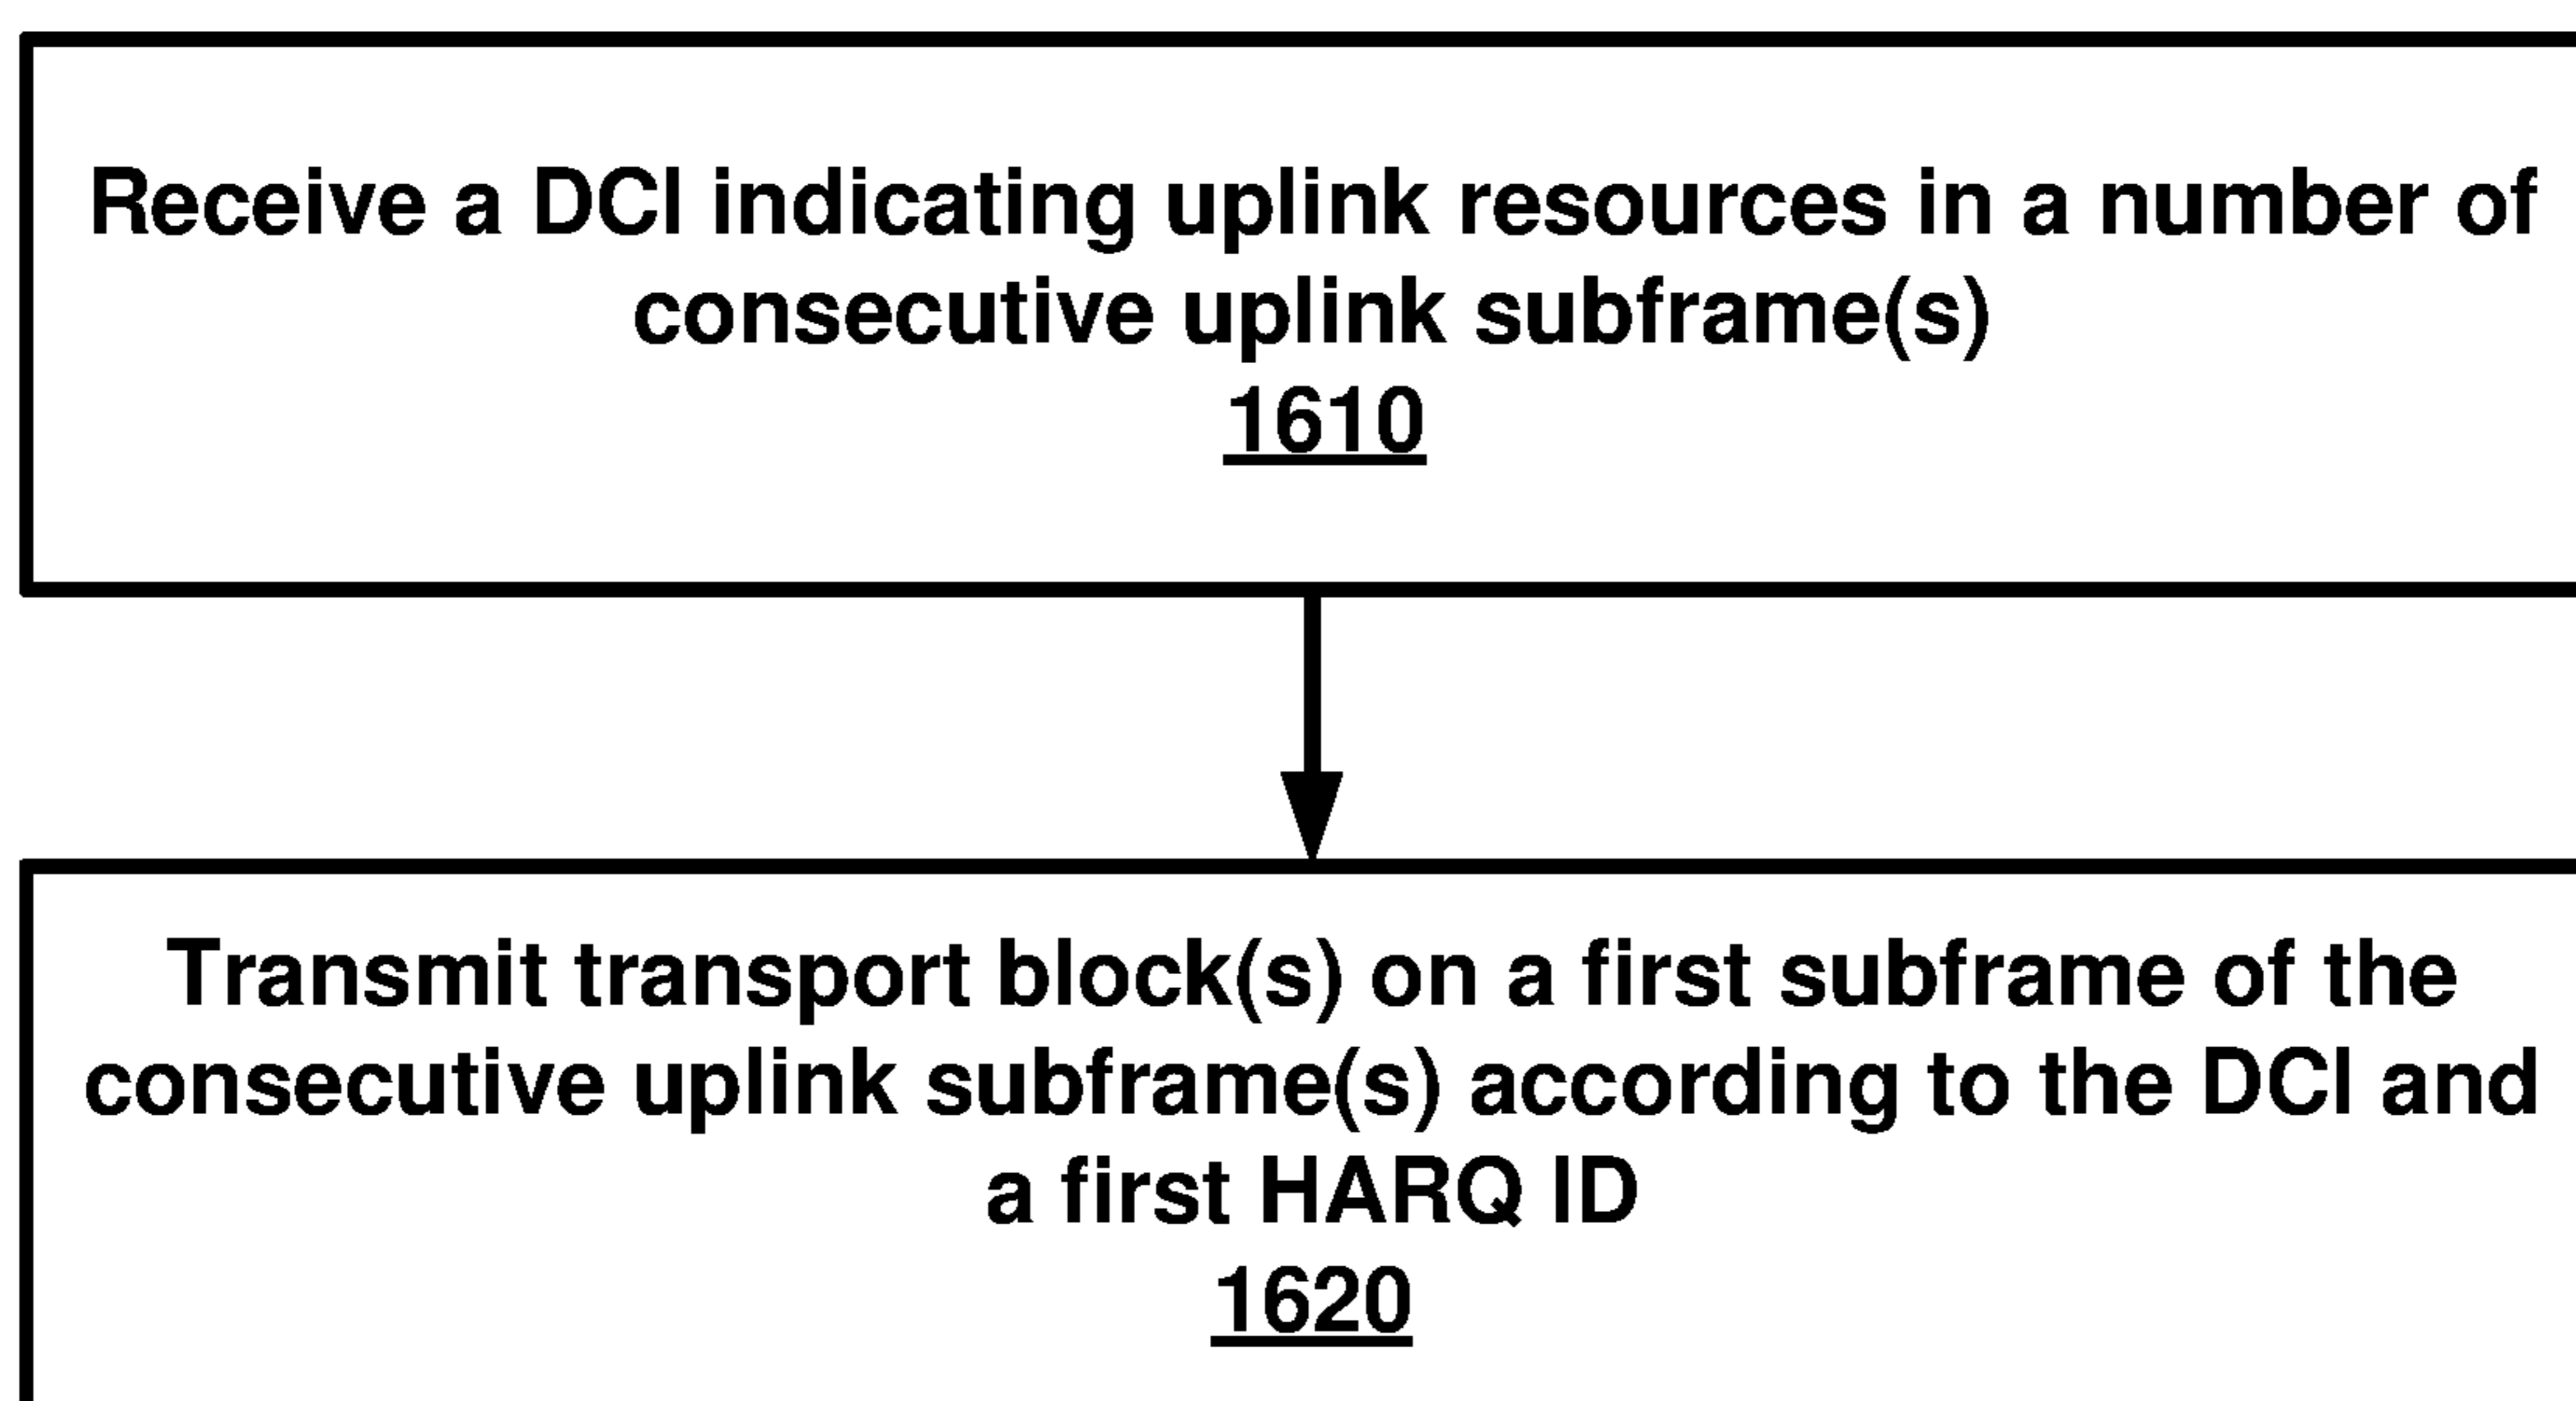 Receive a DCI indicating uplink resources in a number of
consecutive uplink subframe(s)
1610
Transmit transport block(s) on a first subframe of the
consecutive uplink subframe(s) according to the DCI and
a first HARQ ID
1620